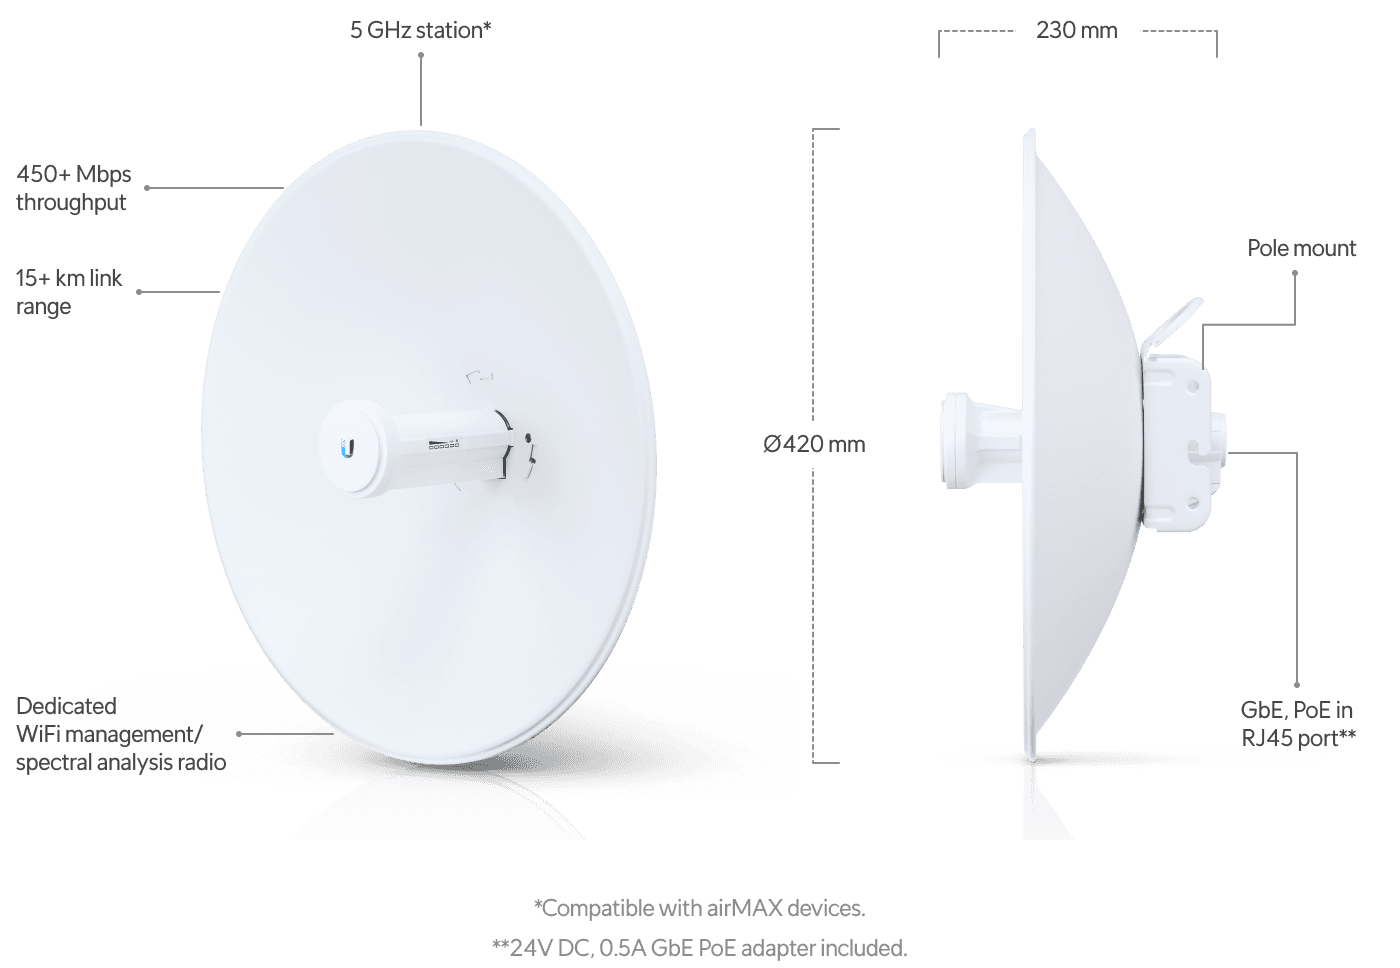 5 GHz station*
230 mm
450+ Mbps
throughput
15+ km link
range
Pole mount
Ø420 mm
Dedicated
WiFi management/
spectral analysis radio
GbE, PoE in
RJ45 port**
*Compatible with airMAX devices.
**24V DC, 0.5A GbE PoE adapter included.